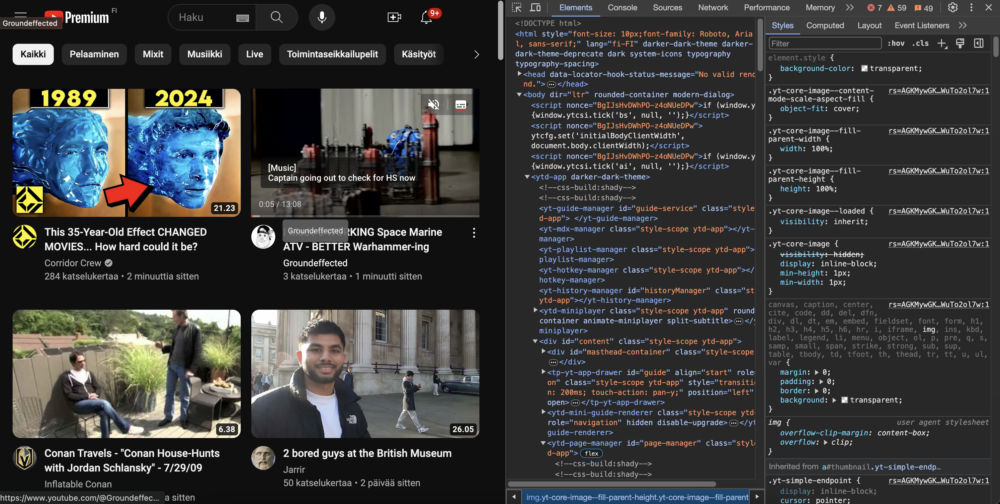 Groundeffected
Premium FI
Haku
9+
Kaikki
Pelaaminen
Mixit
Musiikki
Live
Toimintaseikkailupelit
Käsityöt
1989
2024
21.23
[Music]
Captain going out to check for HS now
0:05 / 13:08
This 35-Year-Old Effect CHANGED
MOVIES... How hard could it be?
Corridor Crew
284 katselukertaa • 2 minuuttia sitten
Groundeffected
KING Space Marine
ATV - BETTER Warhammer-ing
Groundeffected
3 katselukertaa • 1 minuutti sitten
6.38
THE NORTH FACE
26.05
Conan Travels - "Conan House-Hunts
with Jordan Schlansky" - 7/29/09
Inflatable Conan
a sitten
2 bored guys at the British Museum
Jarrir
50 katselukertaa • 2 päivää sitten
https://www.youtube.com/@Groundeffec...
Elements
Console
Sources
Network
Performance
Memory
7
59
49
<!DOCTYPE html>
<html style="font-size: 10px;font-family: Roboto, Aria
l, sans-serif;" lang="fi-FI" darker-dark-theme darker-
dark-theme-deprecate dark system-icons typography
typography-spacing>
<head data-locator-hook-status-message="No valid rend
nd.">…</head>
<body dir="ltr" rounded-container modern-dialog>
<script nonce="BgIJsHvDWhPO-z4oNUeDPw">if (window.y
{window.ytcsi.tick('bs', null, '');}</script>
<script nonce="BgIJsHvDWhPO-z4oNUeDPw">
ytcfg.set('initialBodyClientWidth',
document.body.clientWidth);</script>
<script nonce="BgIJsHvDWhPO-z4oNUeDPw">if (window.y
{window.ytcsi.tick('ai', null, '');}</script>
<ytd-app darker-dark-theme>
<!--css-build:shady-->
<!--css-build:shady-->
<yt-guide-manager id="guide-service" class="style
d-app"> </yt-guide-manager>
<yt-mdx-manager class="style-scope ytd-app"></yt-
manager>
<yt-playlist-manager class="style-scope ytd-app">
playlist-manager>
<yt-hotkey-manager class="style-scope ytd-app"></
hotkey-manager>
<yt-history-manager id="historyManager" class="st
ytd-app"></yt-history-manager>
<ytd-miniplayer class="style-scope ytd-app" round
container animate-miniplayer split-subtitle>…</y
miniplayer>
<div id="content" class="style-scope ytd-app">
<div id="masthead-container" class="style-scope
…</div>
<tp-yt-app-drawer id="guide" align="start" role=
on" class="style-scope ytd-app" style="transitio
n: 200ms; touch-action: pan-y;" position="left"
open>…</tp-yt-app-drawer>
<ytd-mini-guide-renderer class="style-scope ytd-
role="navigation" hidden disable-upgrade>…</yt
guide-renderer>
<ytd-page-manager id="page-manager" class="style
d-app"> flex
<!--css-build:shady-->
<!--css-build:shady-->
img.yt-core-image--fill-parent-height.yt-core-image--fill-parent
Styles
Computed
Layout
Event Listeners
Filter
:hov
.cls
element.style {
background-color: transparent;
}
.yt-core-image--content- rs=AGKMywGK…WuTo2ol7w:1
mode-scale-aspect-fill {
object-fit: cover;
}
.yt-core-image--fill- rs=AGKMywGK…WuTo2ol7w:1
parent-width {
width: 100%;
}
.yt-core-image--fill- rs=AGKMywGK…WuTo2ol7w:1
parent-height {
height: 100%;
}
.yt-core-image--loaded { rs=AGKMywGK…WuTo2ol7w:1
visibility: inherit;
}
.yt-core-image { rs=AGKMywGK…WuTo2ol7w:1
visibility: hidden;
display: inline-block;
min-height: 1px;
min-width: 1px;
}
canvas, caption, center, rs=AGKMywGK…WuTo2ol7w:1
cite, code, dd, del, dfn,
div, dl, dt, em, embed, fieldset, font, form, h1,
h2, h3, h4, h5, h6, hr, i, iframe, img, ins, kbd,
label, legend, li, menu, object, ol, p, pre, q, s,
samp, small, span, strike, strong, sub, sup,
table, tbody, td, tfoot, th, thead, tr, tt, u, ul,
var {
margin: 0;
padding: 0;
border: 0;
background: transparent;
}
img { user agent stylesheet
overflow-clip-margin: content-box;
overflow: clip;
}
Inherited from a#thumbnail.yt-simple-endp…
.yt-simple-endpoint { rs=AGKMywGK…WuTo2ol7w:1
display: inline-block;
cursor: pointer;